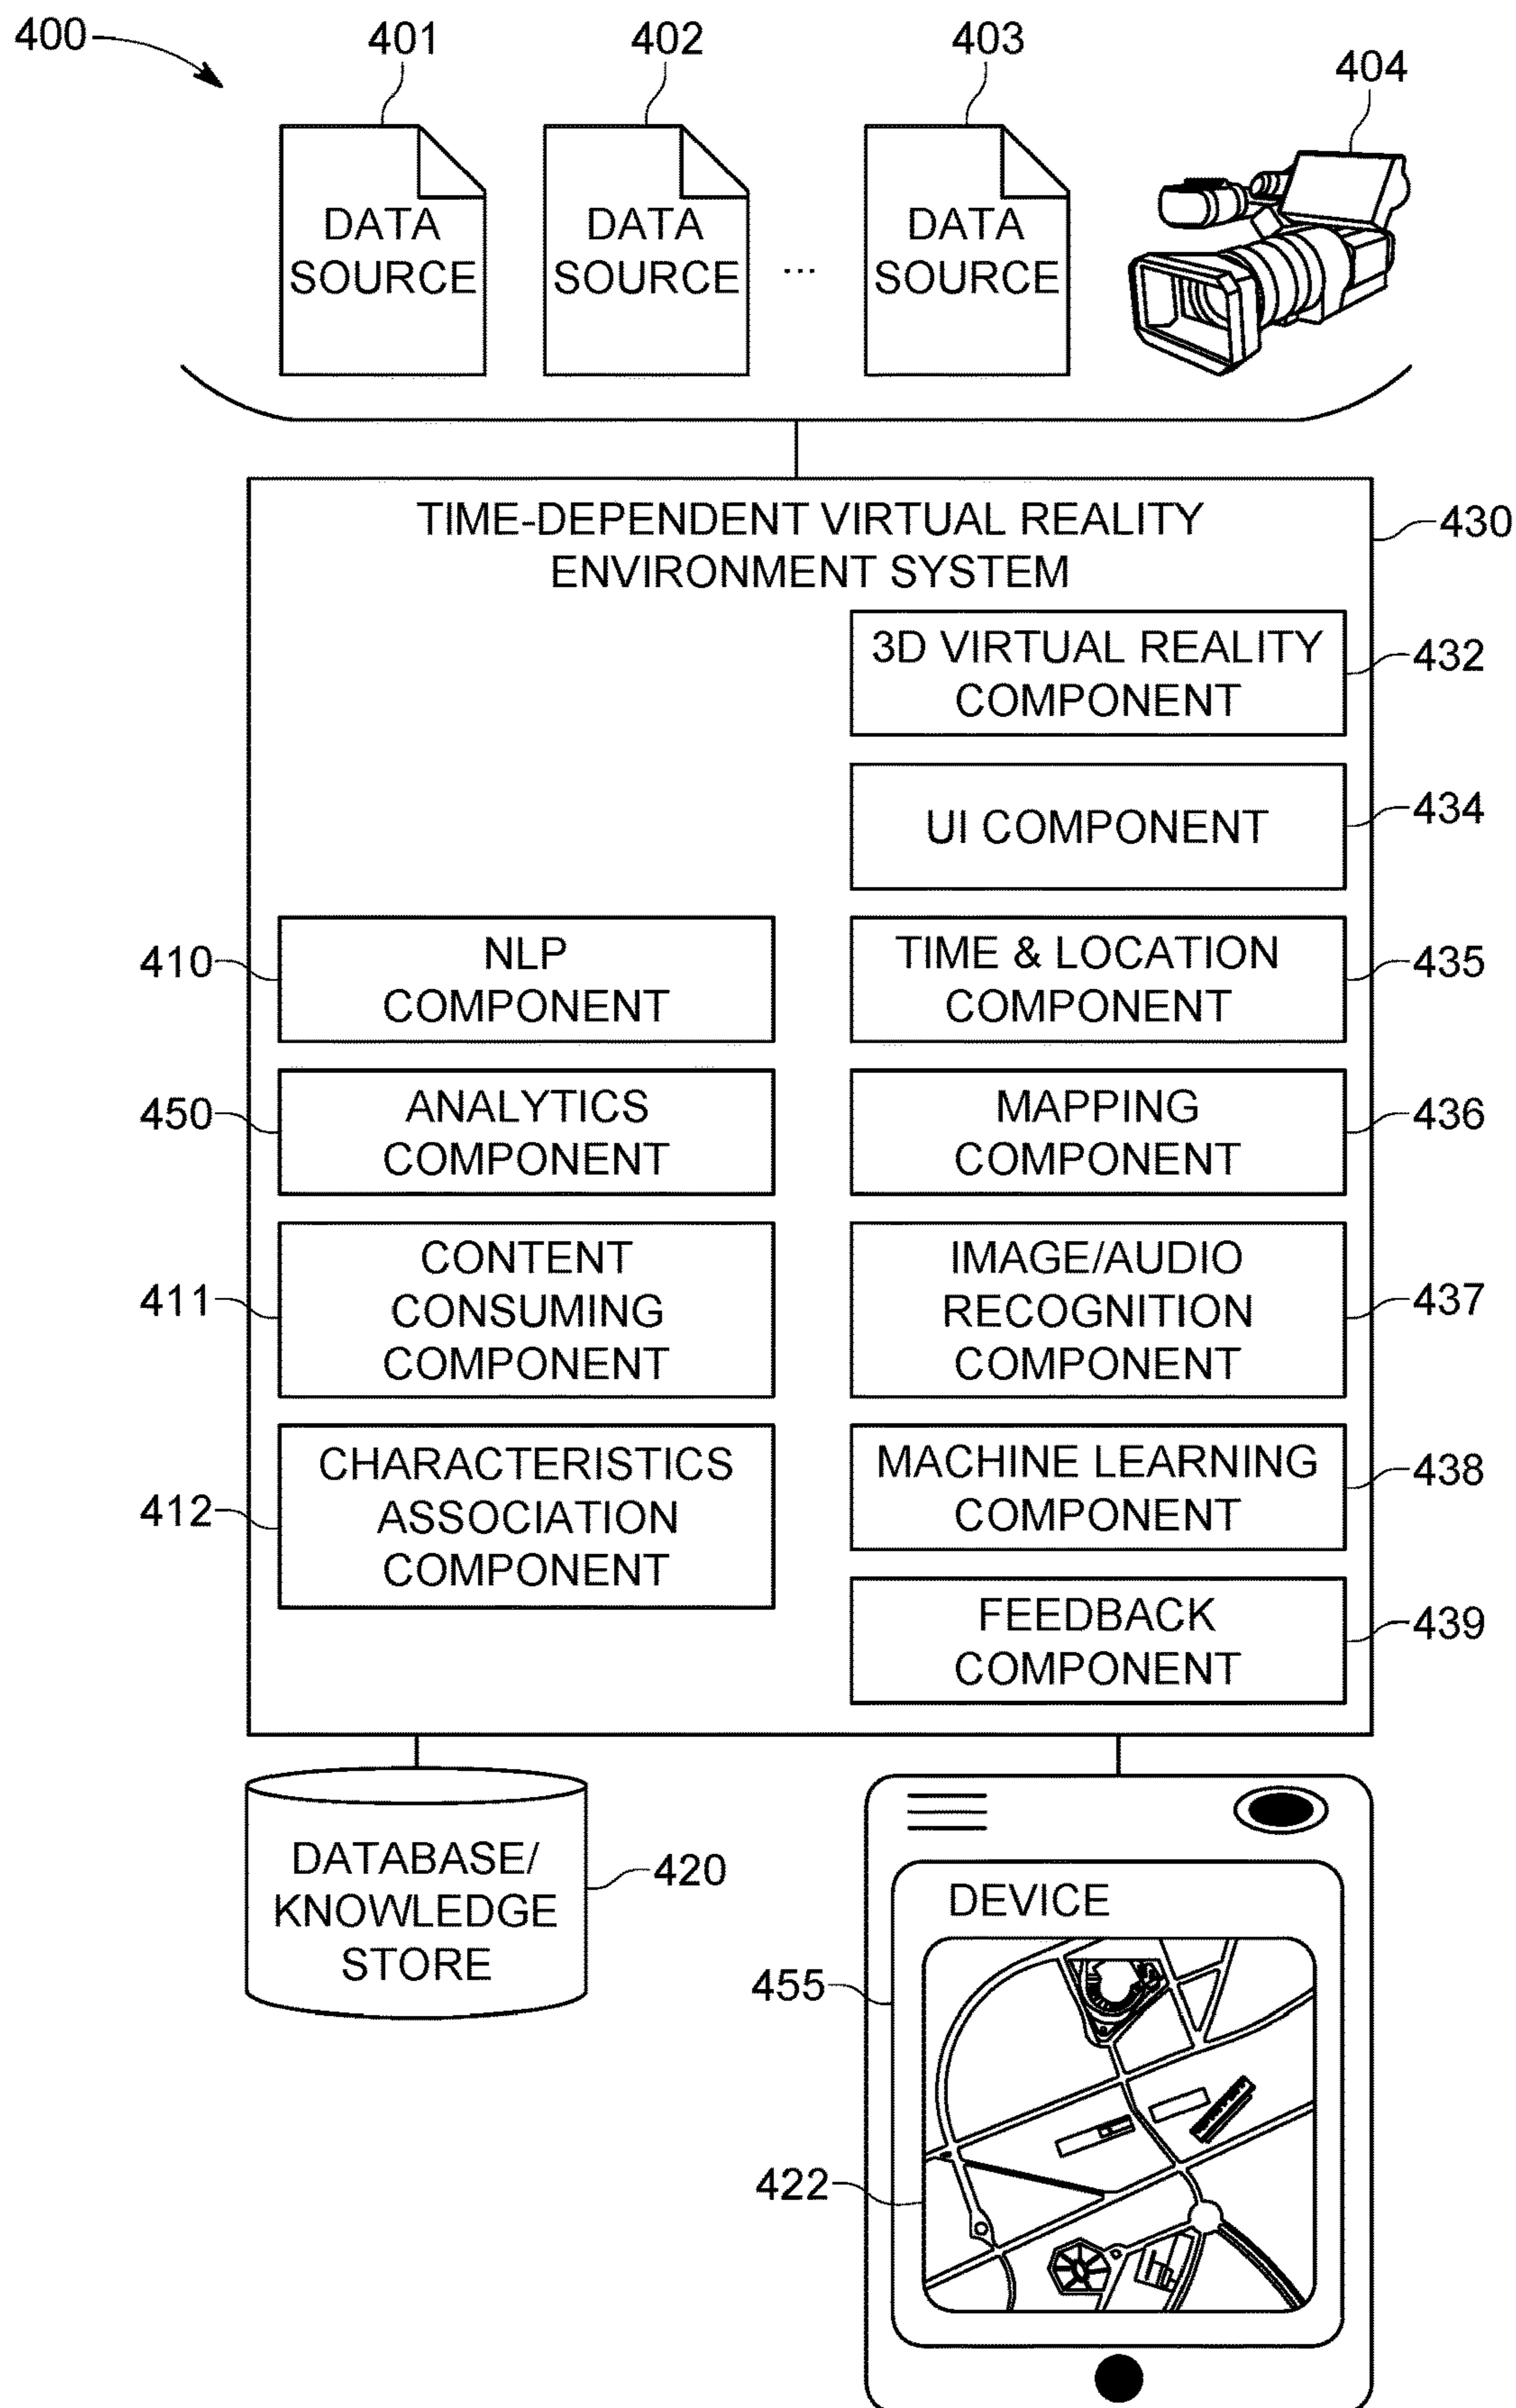 400
401
402
403
404
DATA
SOURCE
DATA
SOURCE
...
DATA
SOURCE
TIME-DEPENDENT VIRTUAL REALITY
ENVIRONMENT SYSTEM
430
3D VIRTUAL REALITY
COMPONENT
432
UI COMPONENT
434
410
NLP
COMPONENT
TIME & LOCATION
COMPONENT
435
450
ANALYTICS
COMPONENT
MAPPING
COMPONENT
436
411
CONTENT
CONSUMING
COMPONENT
IMAGE/AUDIO
RECOGNITION
COMPONENT
437
412
CHARACTERISTICS
ASSOCIATION
COMPONENT
MACHINE LEARNING
COMPONENT
438
FEEDBACK
COMPONENT
439
DATABASE/
KNOWLEDGE
STORE
420
DEVICE
455
422